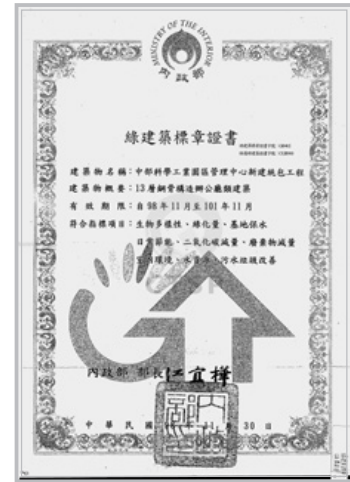 MINISTRY OF THE INTERIOR
內政部
綠建築標章證書
建築物名稱：中部科學工業園區管理中心新建統包工程
建築物概要：13層鋼骨構造辦公廳類建築
有效期限：自98年11月至101年11月
符合指標項目：生物多樣性、綠化量、基地保水
日常節能、二氧化碳減量、廢棄物減量
室內環境、水資源、污水垃圾改善
內政部 部長 江宜樺
中華民國 11月30日